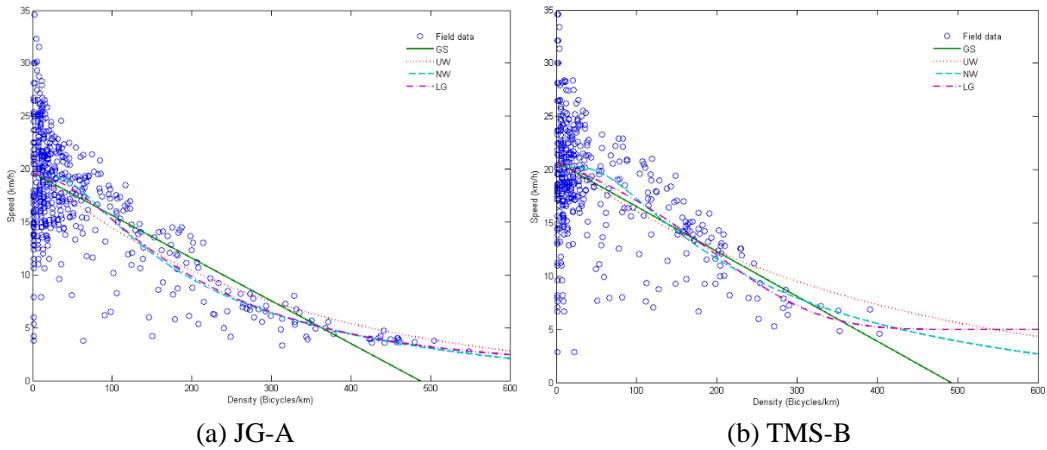 35
30
25
20
15
10
5
0
Speed (km/h)
0 100 200 300 400 500 600
Density (Bicycles/km)
Field data
GS
UW
NW
LG
(a) JG-A
35
30
25
20
15
10
5
0
Speed (km/h)
0 100 200 300 400 500 600
Density (Bicycles/km)
Field data
GS
UW
NW
LG
(b) TMS-B